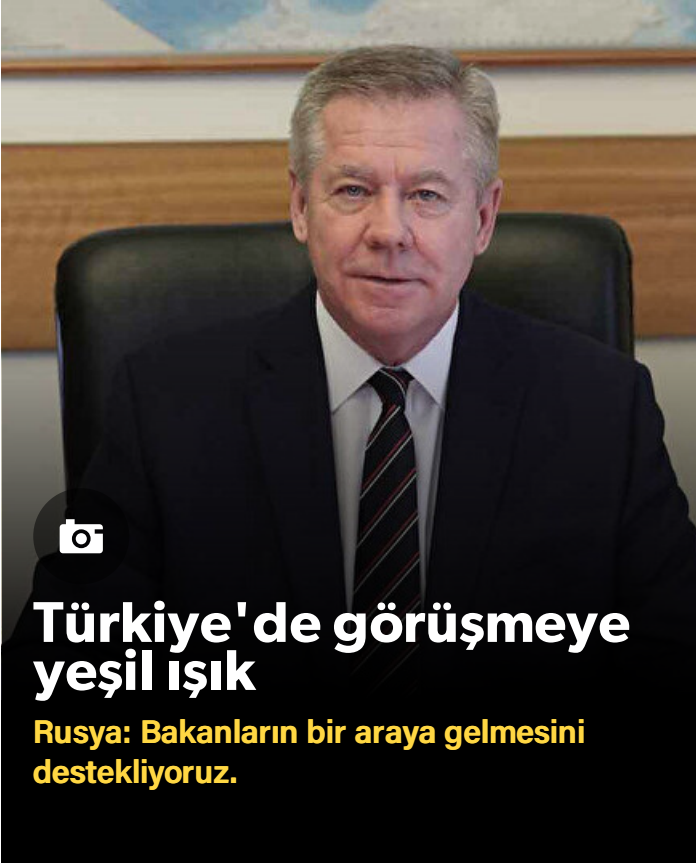 Türkiye'de görüşmeye
yeşil ışık
Rusya: Bakanların bir araya gelmesini
destekliyoruz.